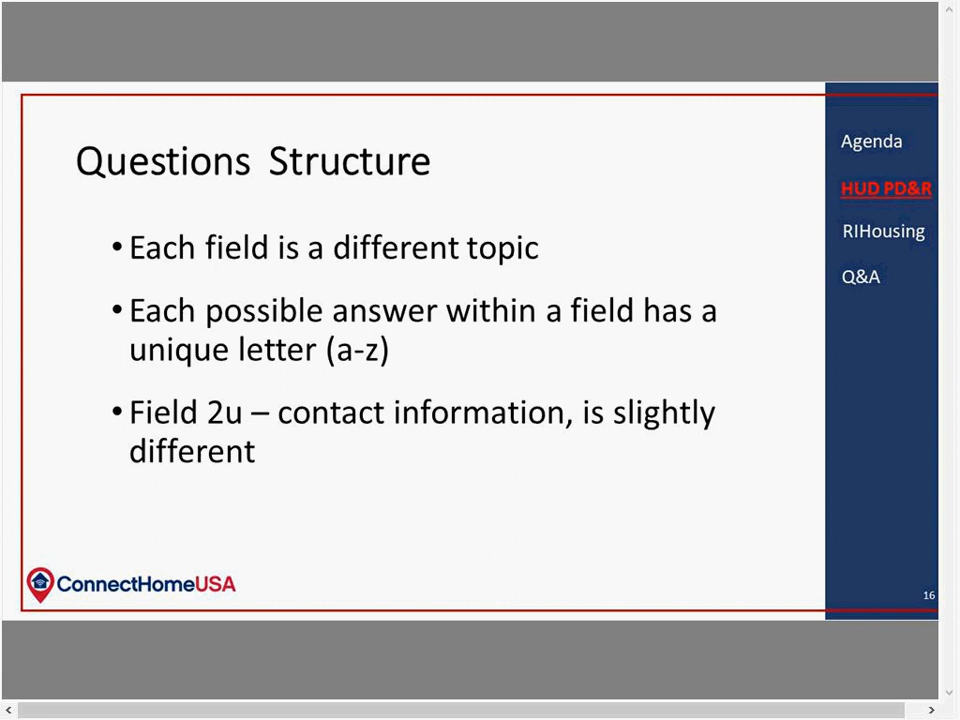 Questions Structure
• Each field is a different topic
• Each possible answer within a field has a
unique letter (a-z)
• Field 2u – contact information, is slightly
different
Agenda
HUD PD&R
RIHousing
Q&A
ConnectHomeUSA
16